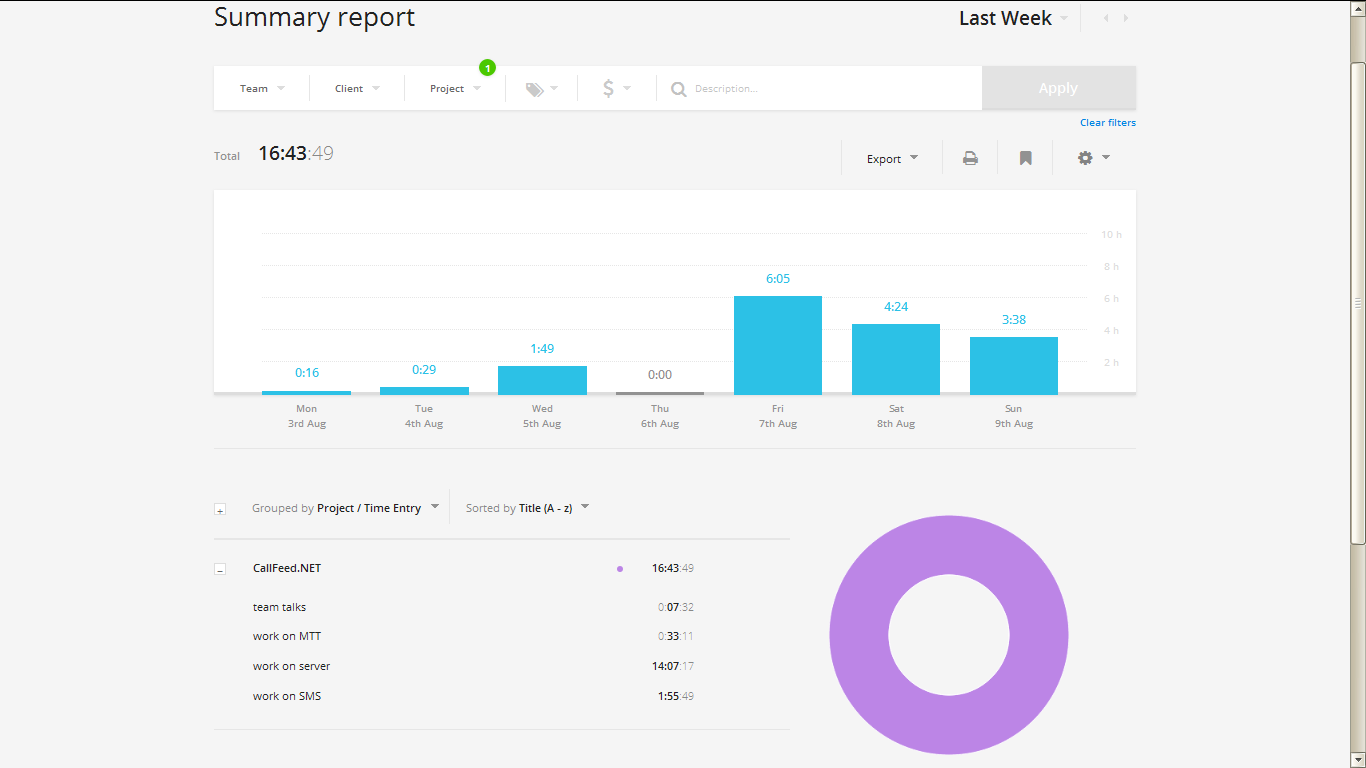 Summary report
Last Week
Team Client Project 1 $ Description... Apply
Clear filters
Total 16:43:49
Export
10 h
8 h
6 h
4 h
2 h
0:16 0:29 1:49 0:00 6:05 4:24 3:38
Mon Tue Wed Thu Fri Sat Sun
3rd Aug 4th Aug 5th Aug 6th Aug 7th Aug 8th Aug 9th Aug
Grouped by Project / Time Entry Sorted by Title (A - z)
CallFeed.NET 16:43:49
team talks 0:07:32
work on MTT 0:33:11
work on server 14:07:17
work on SMS 1:55:49